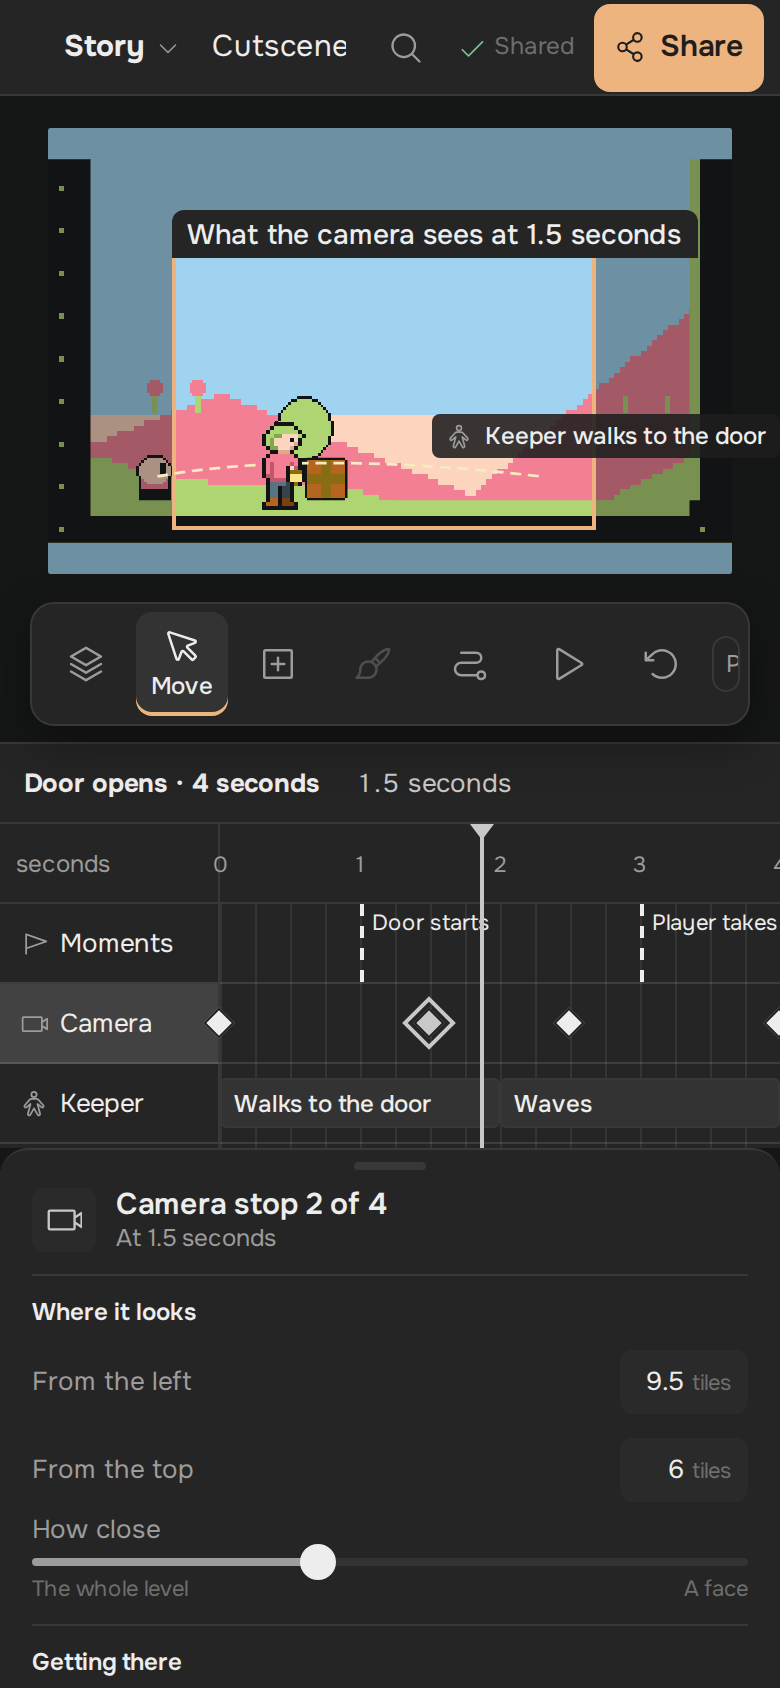 Story
Cutscene
Shared
Share
What the camera sees at 1.5 seconds
Keeper walks to the door
Move
P
Door opens · 4 seconds
1.5 seconds
seconds
0
1
2
3
4
Moments
Door starts
Player takes
Camera
Keeper
Walks to the door
Waves
Camera stop 2 of 4
At 1.5 seconds
Where it looks
From the left
9.5 tiles
From the top
6 tiles
How close
The whole level
A face
Getting there